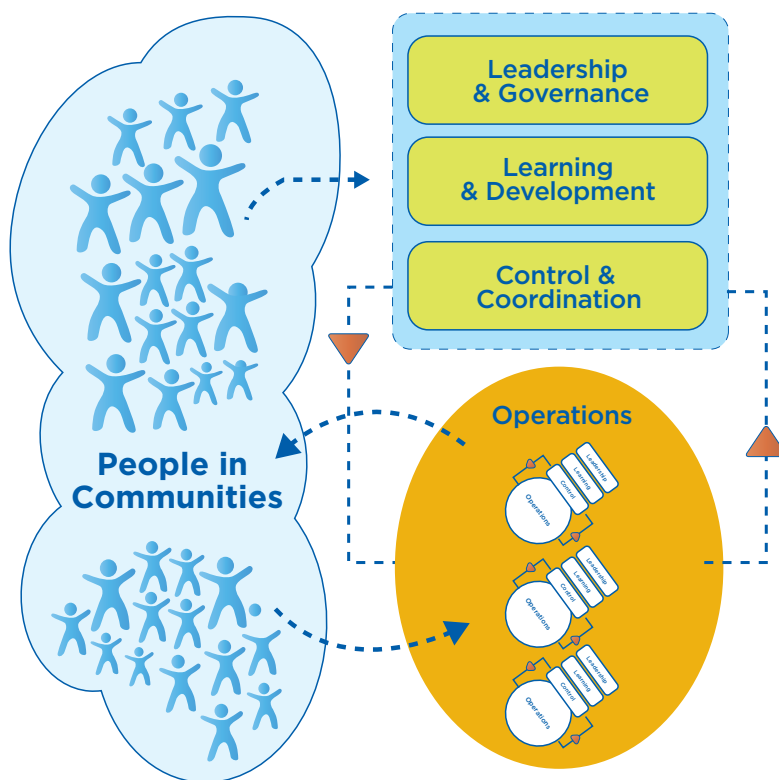 Leadership
& Governance
Learning
& Development
Control &
Coordination
People in
Communities
Operations
Operations
Control
Learning
Leadership
Operations
Control
Learning
Leadership
Operations
Control
Learning
Leadership